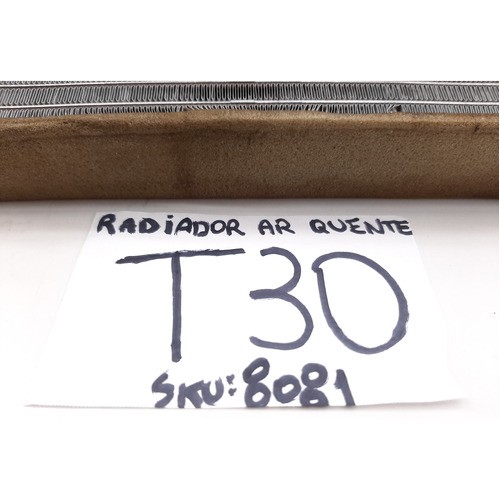 RADiADOR AR QUENTE
T30
SKU: 8081